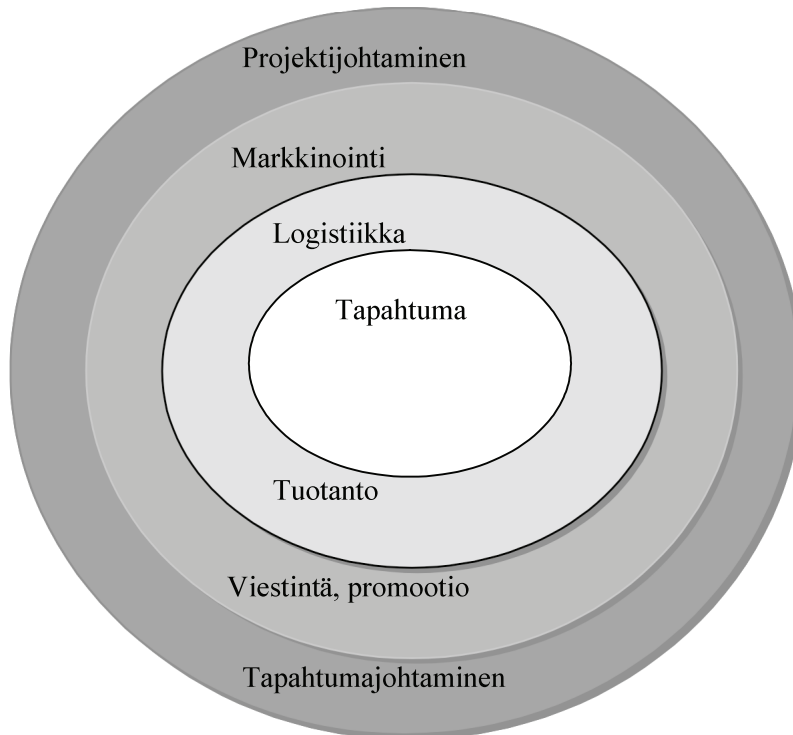 Projektijohtaminen
Markkinointi
Logistiikka
Tapahtuma
Tuotanto
Viestintä, promootio
Tapahtumajohtaminen